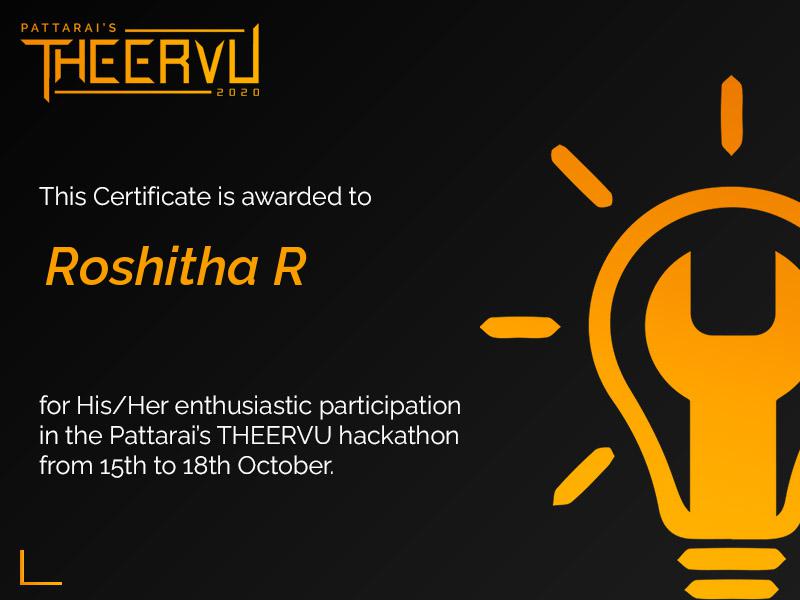 PATTARAI'S
THEERVU
2020
This Certificate is awarded to
Roshitha R
for His/Her enthusiastic participation
in the Pattarai's THEERVU hackathon
from 15th to 18th October.